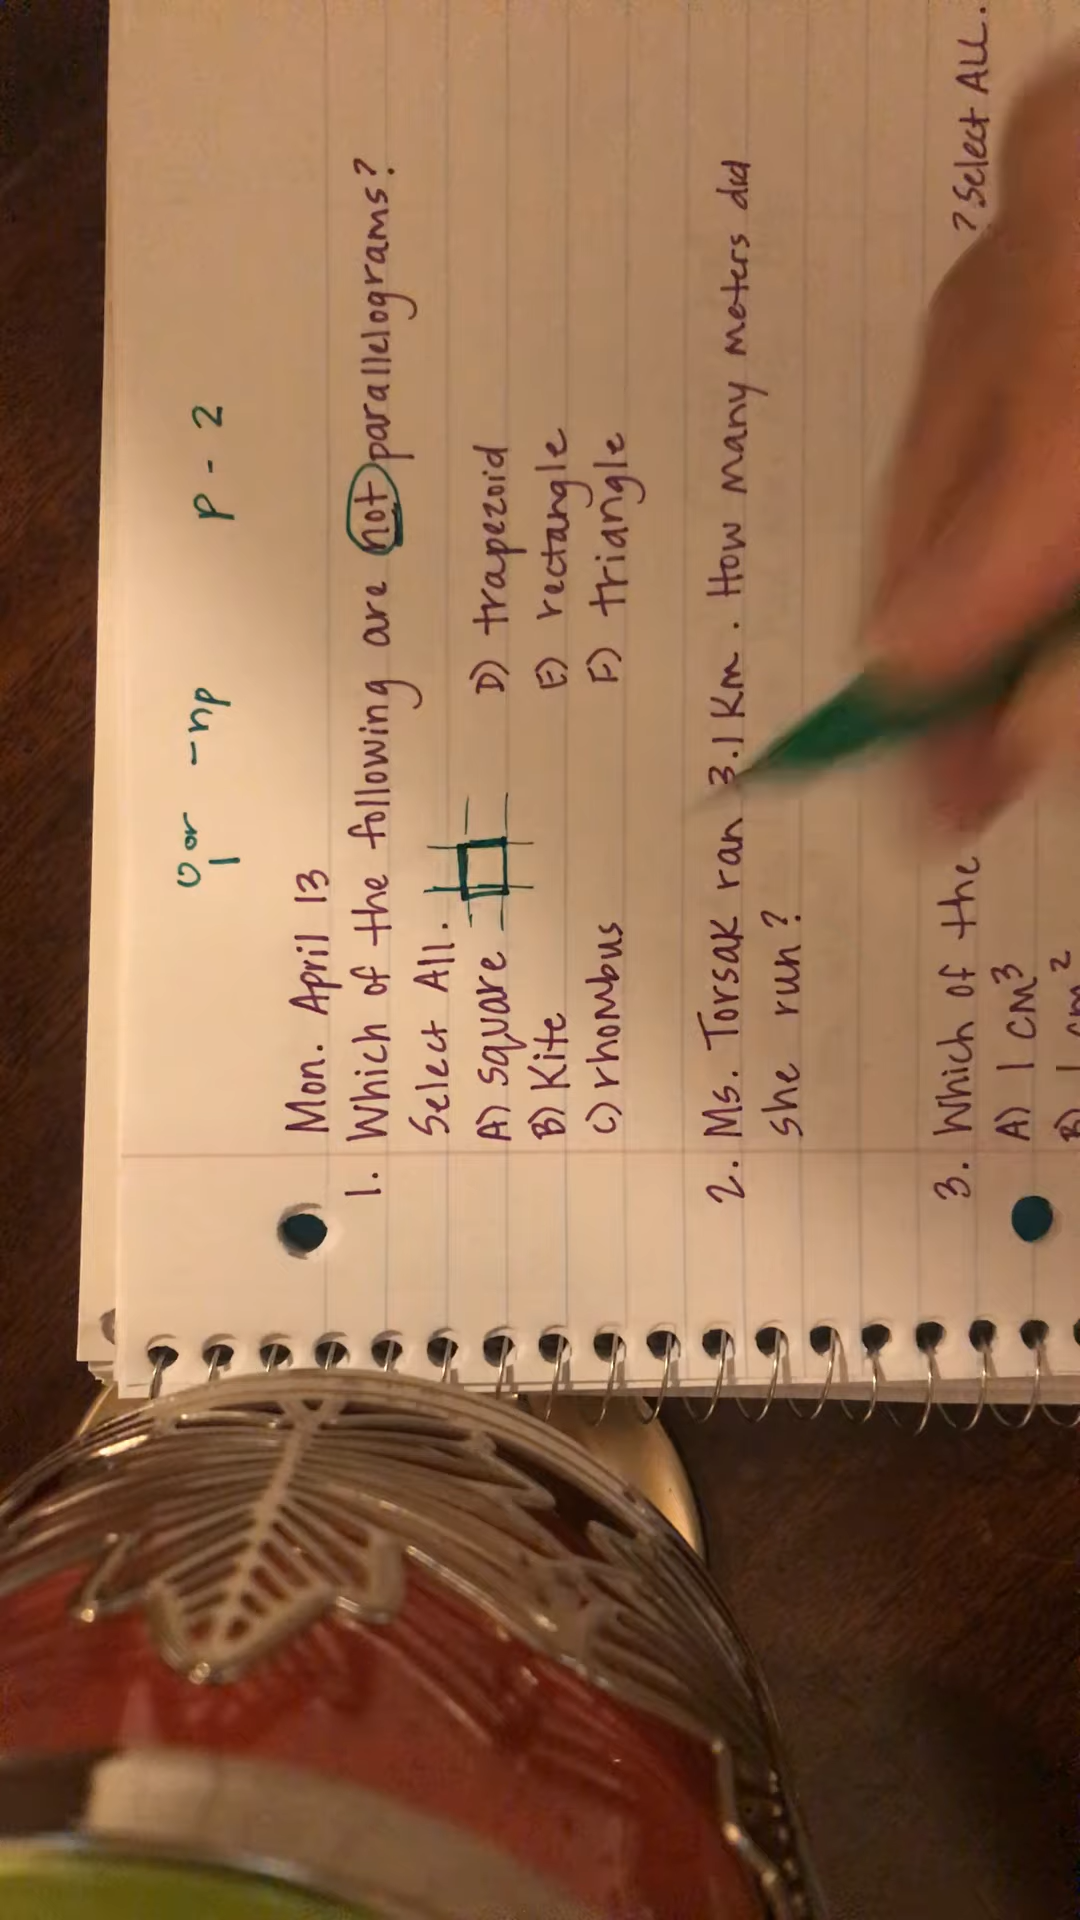 0 or 1 - np   p - 2
Mon. April 13
1. Which of the following are not parallelograms?
Select All.
A) square   D) trapezoid
B) Kite   E) rectangle
C) rhombus   F) triangle
2. Ms. Torsak ran 3.1 Km. How many meters did
she run?
3. Which of the ? Select ALL.
A) 1 cm³
B) 1 cm²